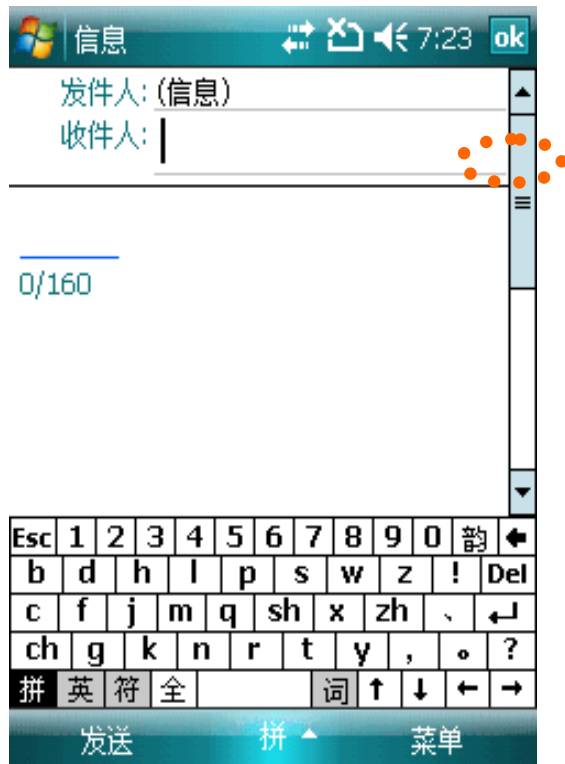 信息 7:23 ok
发件人: (信息)
收件人:
0/160
Esc 1 2 3 4 5 6 7 8 9 0 韵
b d h l p s w z ! Del
c f j m q sh x zh 、
ch g k n r t y , 。 ?
拼 英 符 全 词 ↑ ↓ ← →
发送 拼 菜单